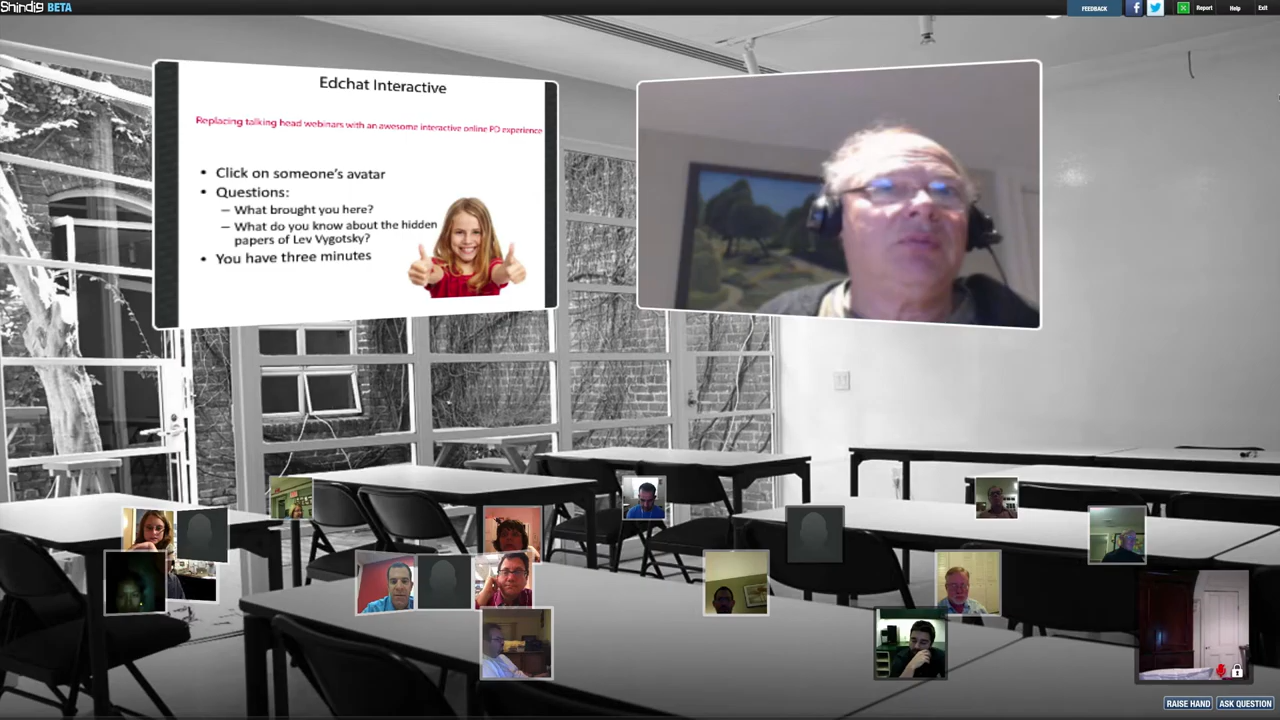 Shindig BETA
FEEDBACK
Report
Help
Exit
Edchat Interactive
Replacing talking head webinars with an awesome interactive online PD experience
• Click on someone's avatar
• Questions:
– What brought you here?
– What do you know about the hidden
papers of Lev Vygotsky?
• You have three minutes
RAISE HAND
ASK QUESTION